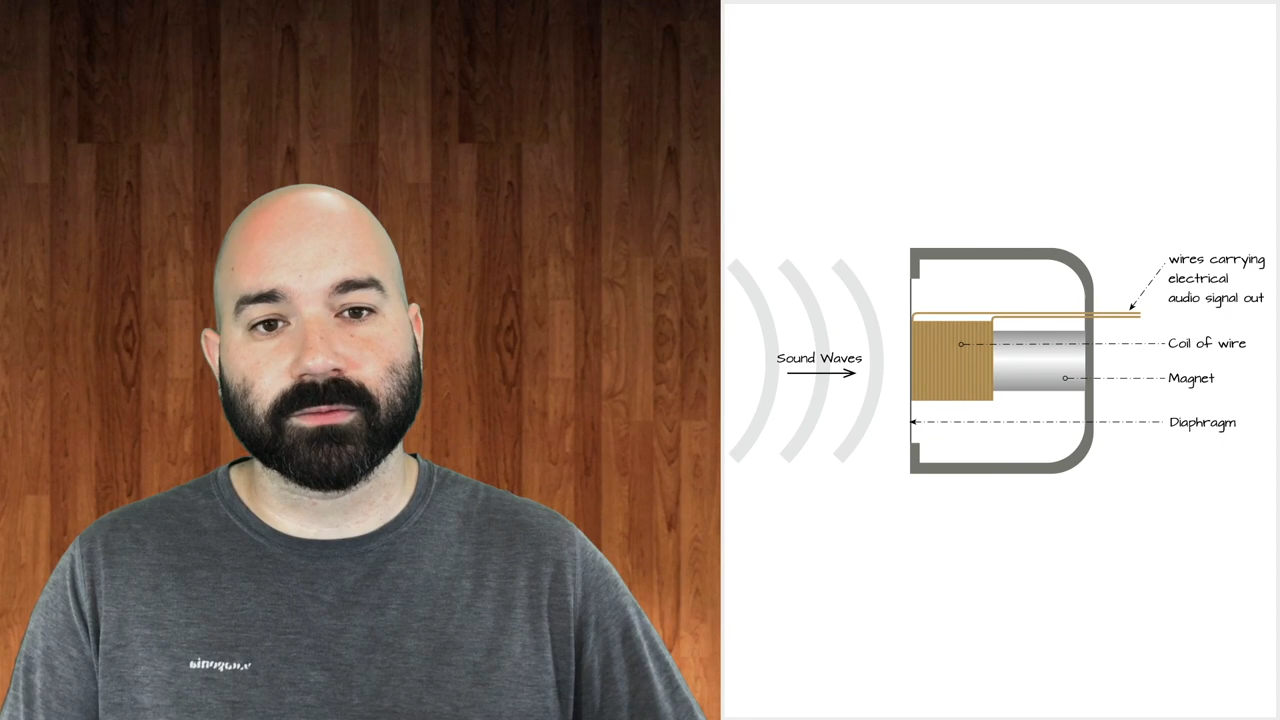 wires carrying
electrical
audio signal out
Coil of wire
Sound Waves
Magnet
Diaphragm